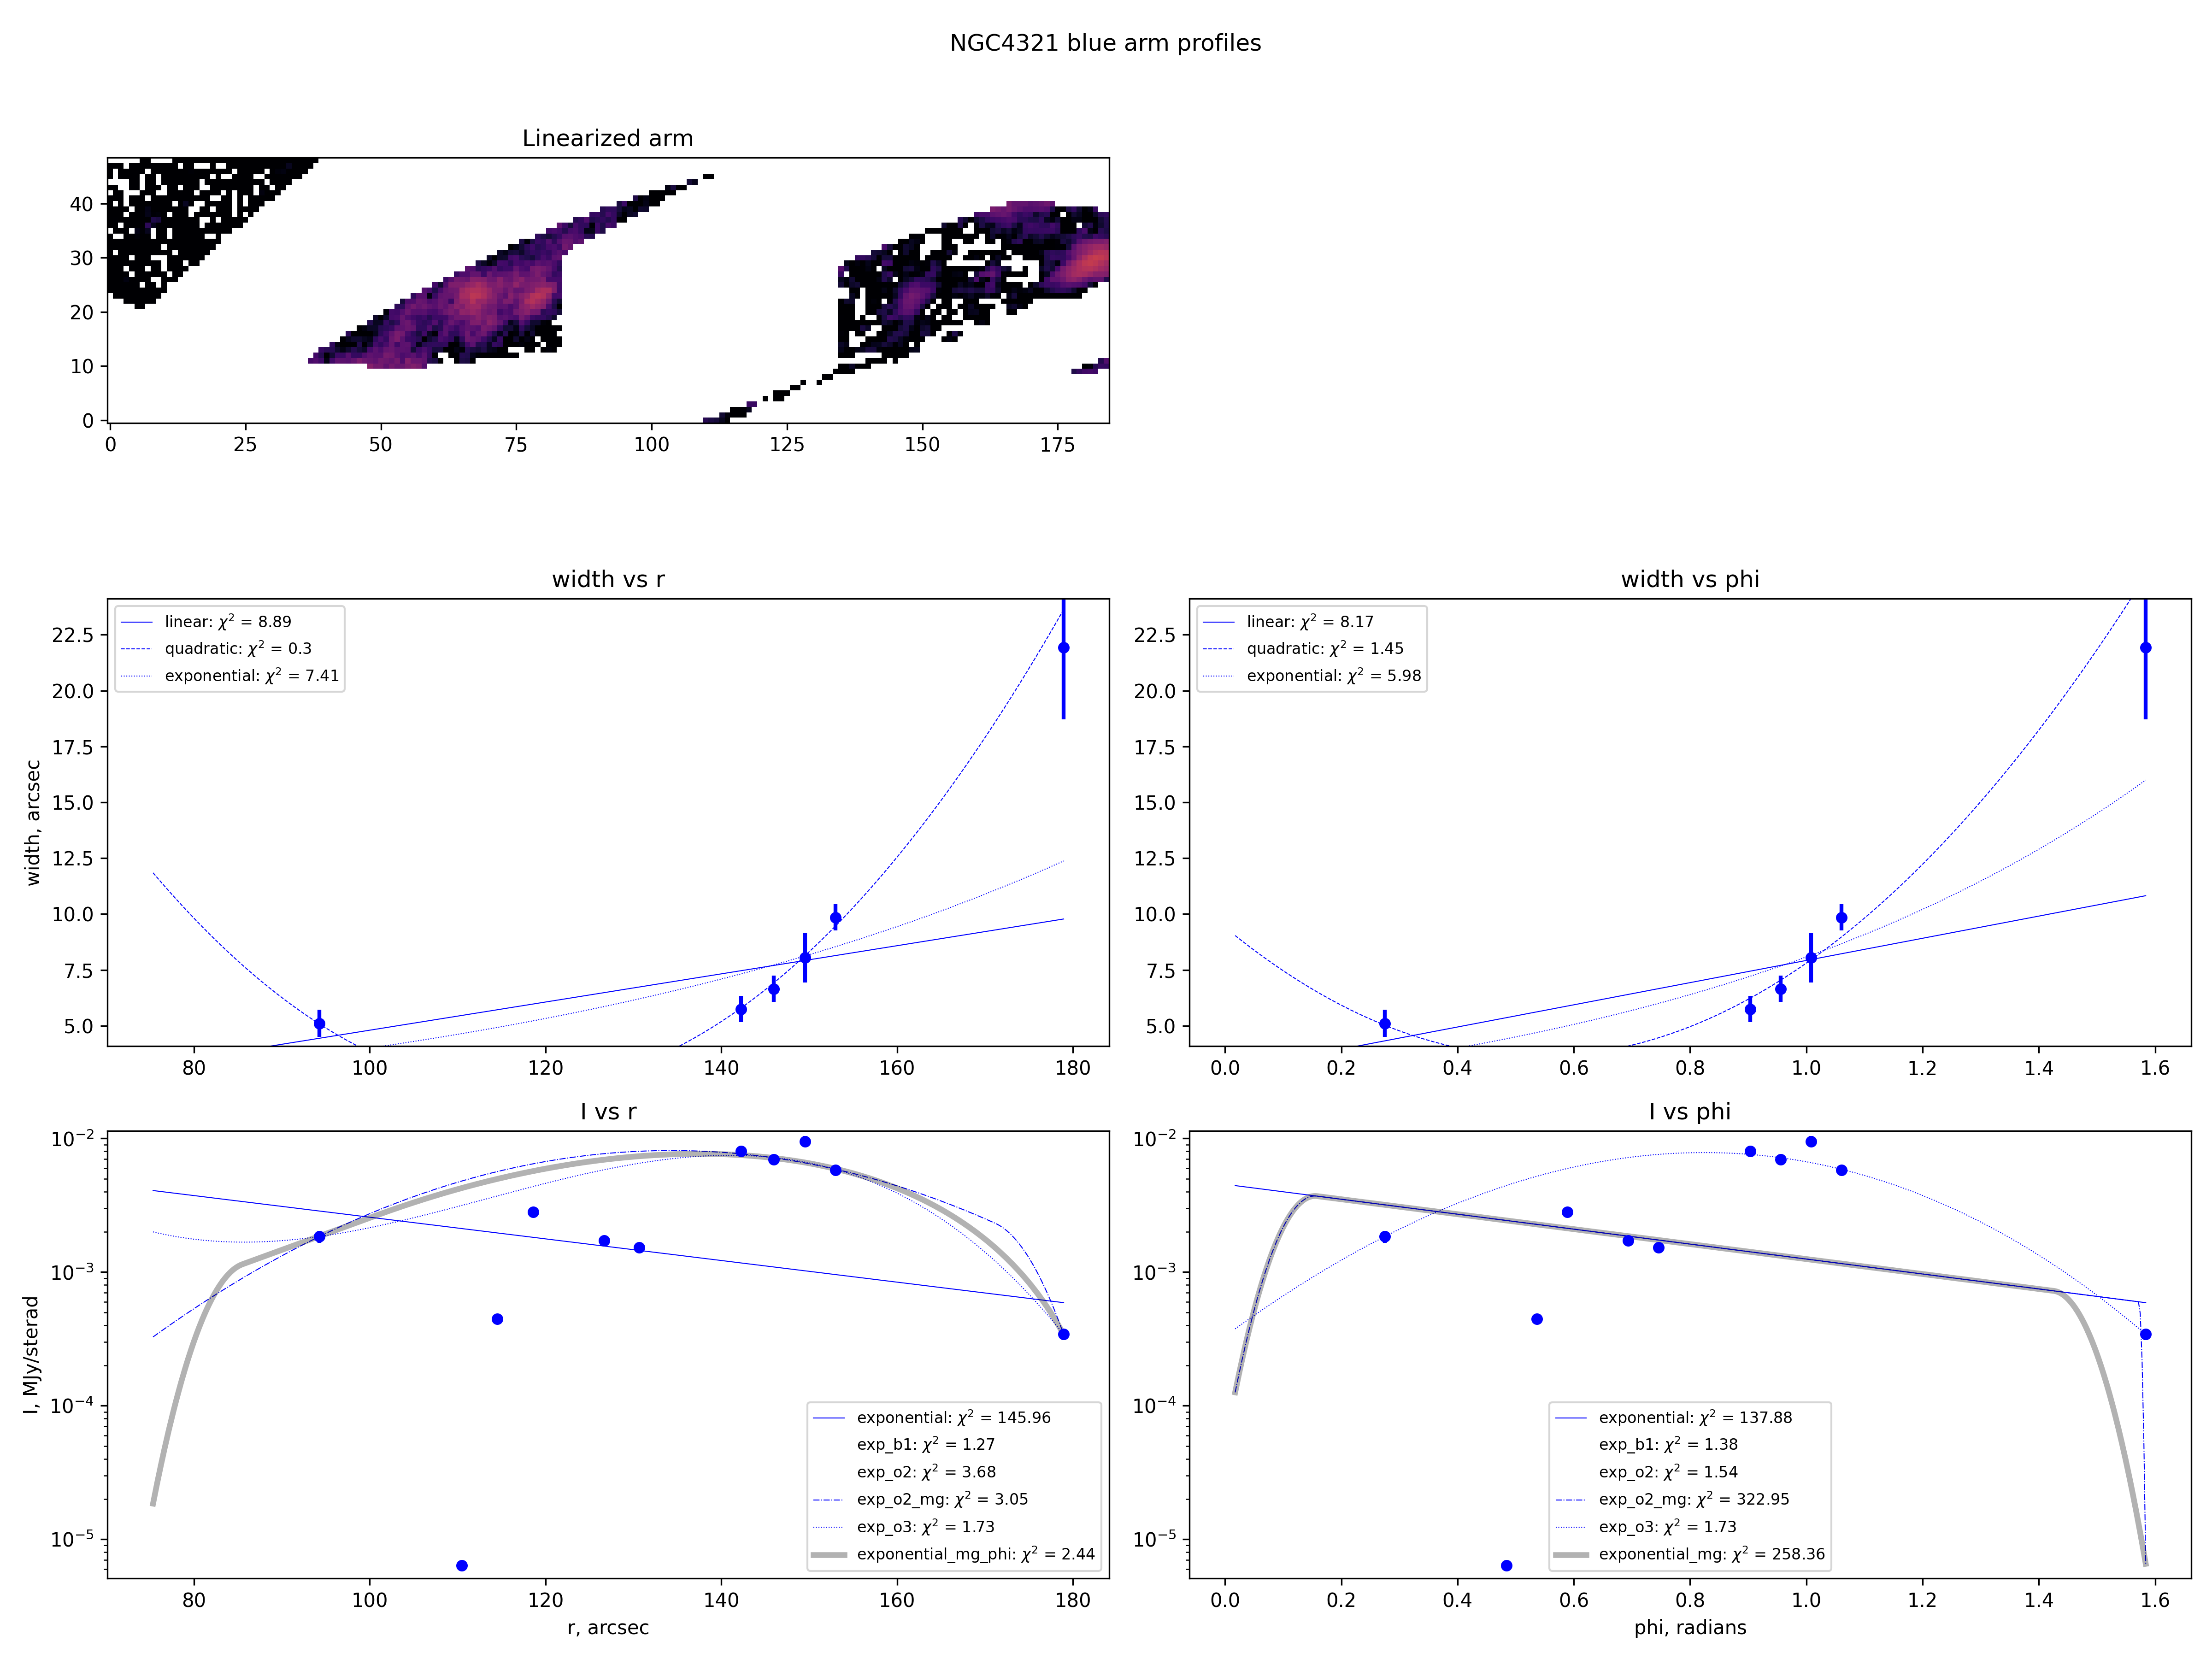 NGC4321 blue arm profiles
Linearized arm
40
30
20
10
0
0 25 50 75 100 125 150 175
width vs r
width, arcsec
22.5
20.0
17.5
15.0
12.5
10.0
7.5
5.0
linear: χ² = 8.89
quadratic: χ² = 0.3
exponential: χ² = 7.41
80 100 120 140 160 180
width vs phi
22.5
20.0
17.5
15.0
12.5
10.0
7.5
5.0
linear: χ² = 8.17
quadratic: χ² = 1.45
exponential: χ² = 5.98
0.0 0.2 0.4 0.6 0.8 1.0 1.2 1.4 1.6
I vs r
I, MJy/sterad
10⁻²
10⁻³
10⁻⁴
10⁻⁵
exponential: χ² = 145.96
exp_b1: χ² = 1.27
exp_o2: χ² = 3.68
exp_o2_mg: χ² = 3.05
exp_o3: χ² = 1.73
exponential_mg_phi: χ² = 2.44
80 100 120 140 160 180
r, arcsec
I vs phi
10⁻²
10⁻³
10⁻⁴
10⁻⁵
exponential: χ² = 137.88
exp_b1: χ² = 1.38
exp_o2: χ² = 1.54
exp_o2_mg: χ² = 322.95
exp_o3: χ² = 1.73
exponential_mg: χ² = 258.36
0.0 0.2 0.4 0.6 0.8 1.0 1.2 1.4 1.6
phi, radians